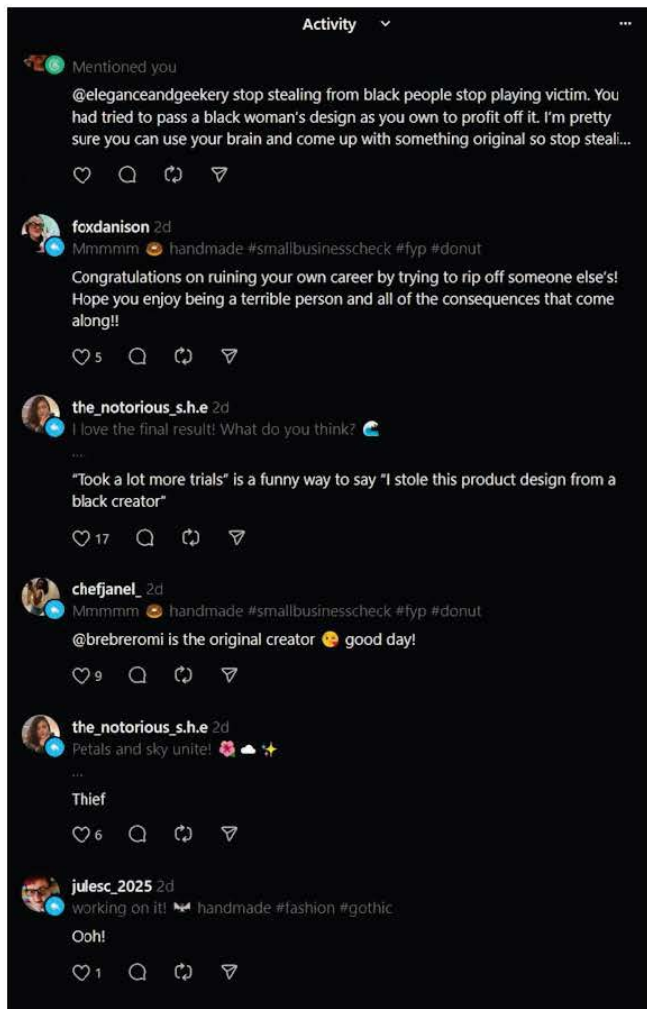 Activity
Mentioned you
@eleganceandgeekery stop stealing from black people stop playing victim. You
had tried to pass a black woman's design as you own to profit off it. I'm pretty
sure you can use your brain and come up with something original so stop steali...
foxdanison 2d
Mmmmm 🍩 handmade #smallbusinesscheck #fyp #donut
Congratulations on ruining your own career by trying to rip off someone else's!
Hope you enjoy being a terrible person and all of the consequences that come
along!!
5
the_notorious_s.h.e 2d
I love the final result! What do you think? 🌊
...
"Took a lot more trials" is a funny way to say "I stole this product design from a
black creator"
17
chefjanel_ 2d
Mmmmm 🍩 handmade #smallbusinesscheck #fyp #donut
@brebreromi is the original creator 😘 good day!
9
the_notorious_s.h.e 2d
Petals and sky unite! 🌺☁️✨
...
Thief
6
julesc_2025 2d
working on it! 🦇 handmade #fashion #gothic
Ooh!
1